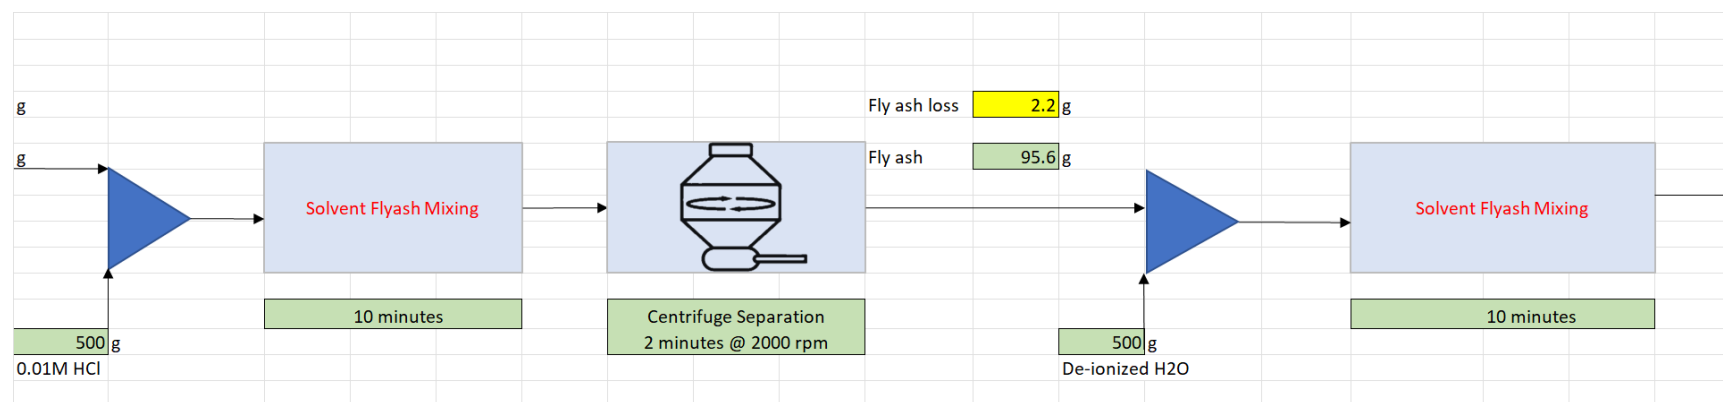 g
Fly ash loss 2.2 g
g
Fly ash 95.6 g
Solvent Flyash Mixing
Solvent Flyash Mixing
10 minutes
Centrifuge Separation
2 minutes @ 2000 rpm
10 minutes
500 g
0.01M HCl
500 g
De-ionized H2O